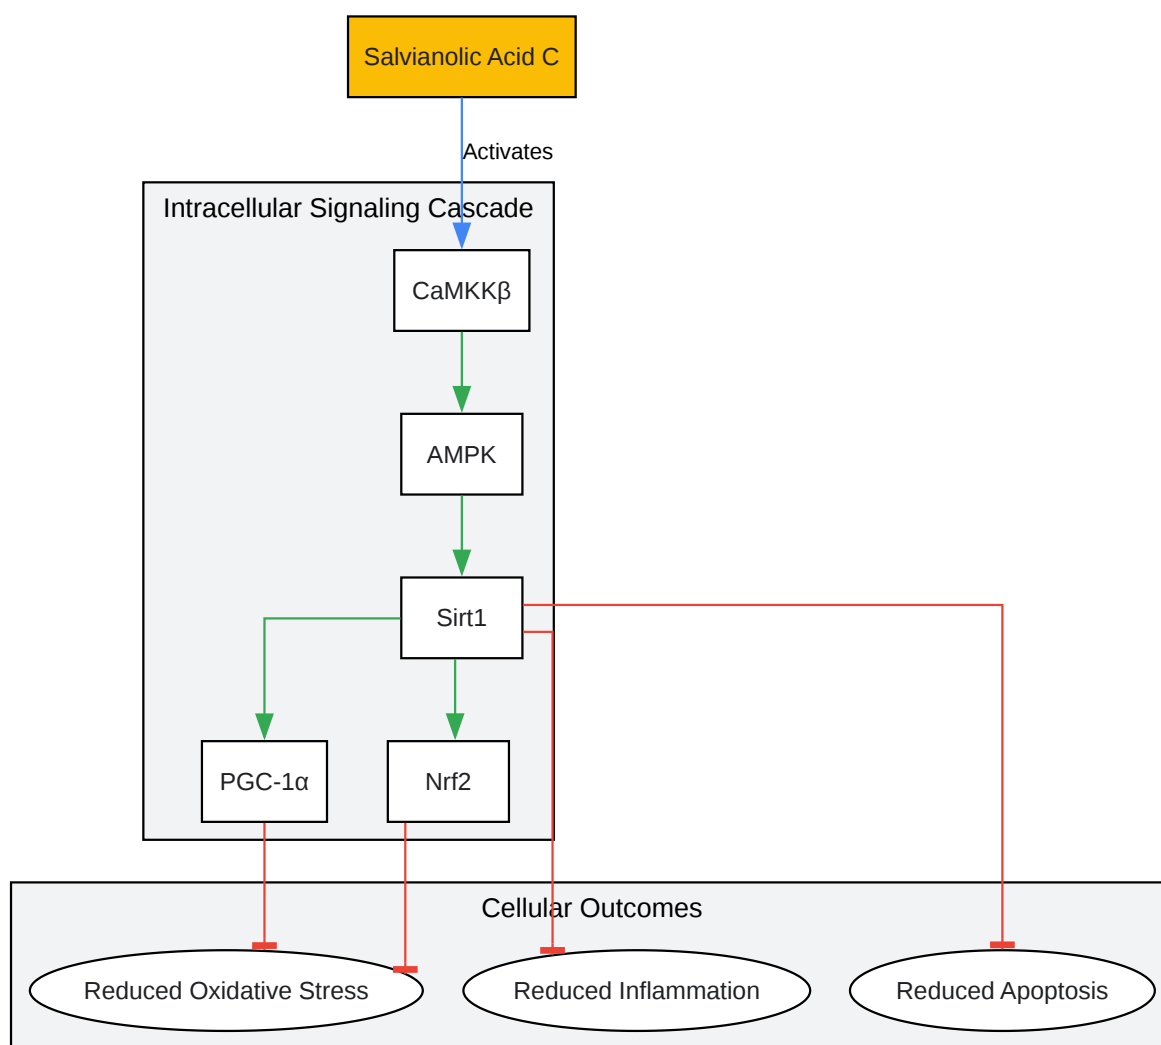 Salvianolic Acid C
Activates
Intracellular Signaling Cascade
CaMKKβ
AMPK
Sirt1
PGC-1α
Nrf2
Cellular Outcomes
Reduced Oxidative Stress
Reduced Inflammation
Reduced Apoptosis